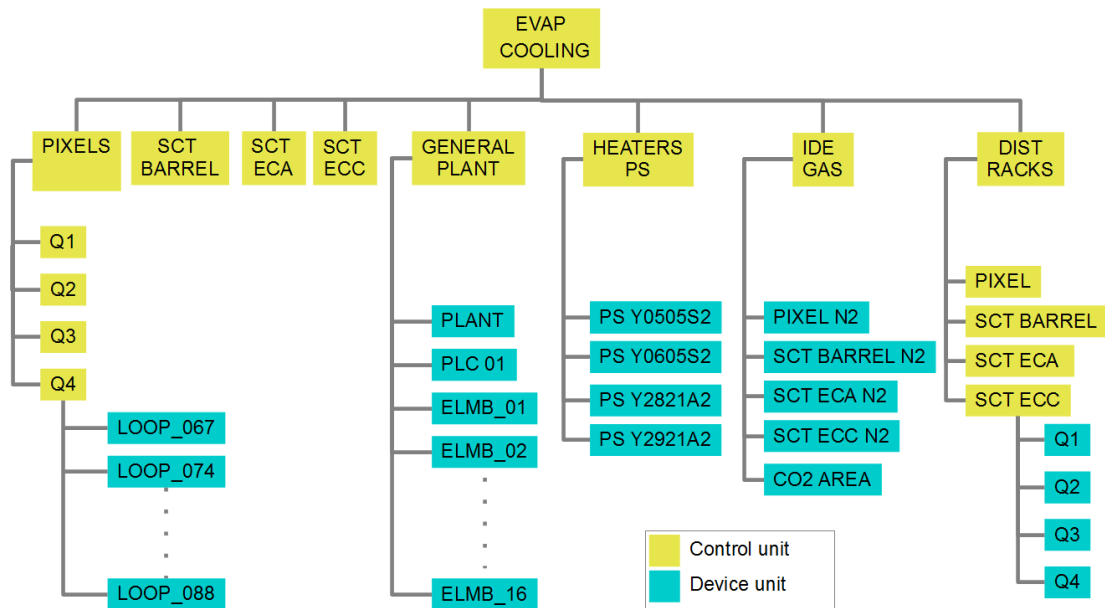 EVAP
COOLING
PIXELS
SCT
BARREL
SCT
ECA
SCT
ECC
GENERAL
PLANT
HEATERS
PS
IDE
GAS
DIST
RACKS
Q1
Q2
Q3
Q4
LOOP_067
LOOP_074
LOOP_088
PLANT
PLC 01
ELMB_01
ELMB_02
ELMB_16
PS Y0505S2
PS Y0605S2
PS Y2821A2
PS Y2921A2
PIXEL N2
SCT BARREL N2
SCT ECA N2
SCT ECC N2
CO2 AREA
PIXEL
SCT BARREL
SCT ECA
SCT ECC
Q1
Q2
Q3
Q4
Control unit
Device unit